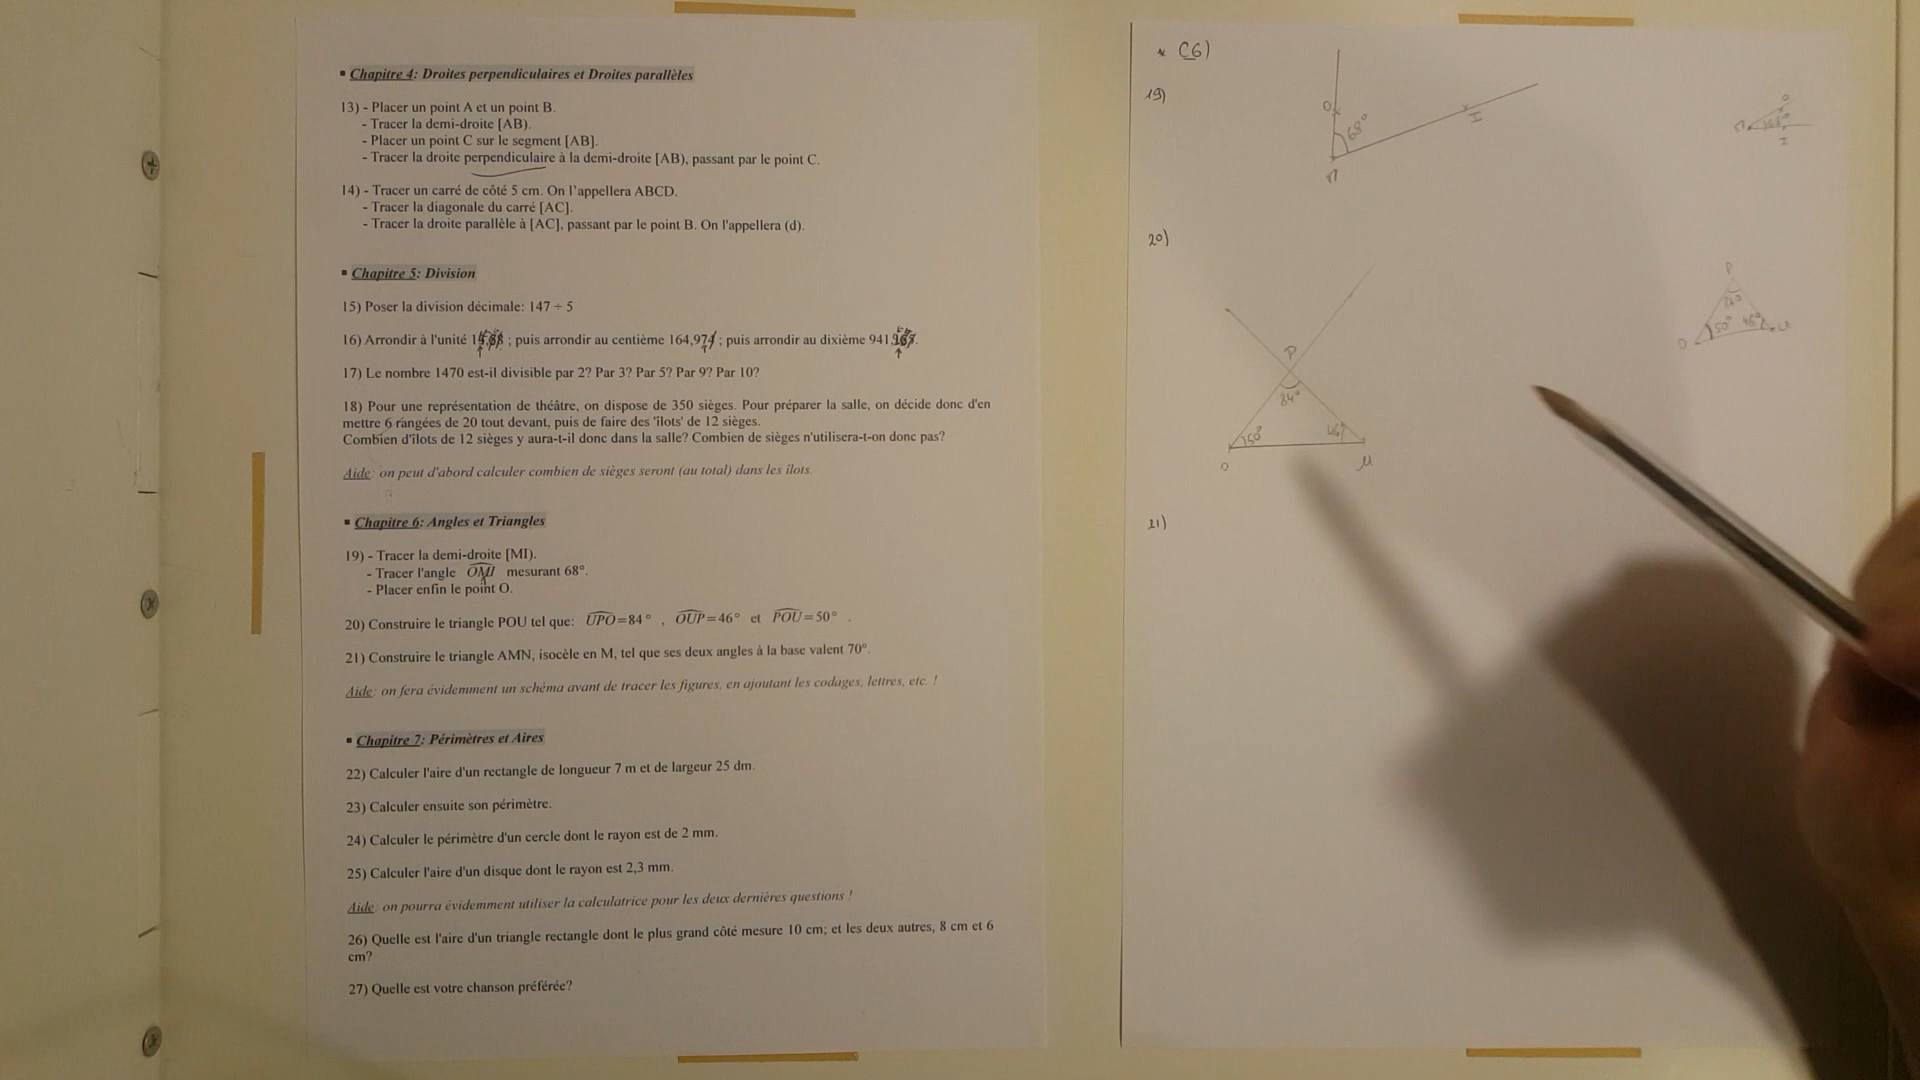 ▪ Chapitre 4: Droites perpendiculaires et Droites parallèles
13) - Placer un point A et un point B.
- Tracer la demi-droite [AB).
- Placer un point C sur le segment [AB].
- Tracer la droite perpendiculaire à la demi-droite [AB), passant par le point C.
14) - Tracer un carré de côté 5 cm. On l'appellera ABCD.
- Tracer la diagonale du carré [AC].
- Tracer la droite parallèle à [AC], passant par le point B. On l'appellera (d).
▪ Chapitre 5: Division
15) Poser la division décimale: 147 ÷ 5
16) Arrondir à l'unité ; puis arrondir au centième 164,974 ; puis arrondir au dixième
17) Le nombre 1470 est-il divisible par 2? Par 3? Par 5? Par 9? Par 10?
18) Pour une représentation de théâtre, on dispose de 350 sièges. Pour préparer la salle, on décide donc d'en
mettre 6 rangées de 20 tout devant, puis de faire des 'îlots' de 12 sièges.
Combien d'îlots de 12 sièges y aura-t-il donc dans la salle? Combien de sièges n'utilisera-t-on donc pas?
Aide: on peut d'abord calculer combien de sièges seront (au total) dans les îlots.
▪ Chapitre 6: Angles et Triangles
19) - Tracer la demi-droite [MI).
- Tracer l'angle OMI mesurant 68°.
- Placer enfin le point O.
20) Construire le triangle POU tel que: UPO=84° , OUP=46° et POU=50° .
21) Construire le triangle AMN, isocèle en M, tel que ses deux angles à la base valent 70°.
Aide: on fera évidemment un schéma avant de tracer les figures, en ajoutant les codages, lettres, etc. !
▪ Chapitre 7: Périmètres et Aires
22) Calculer l'aire d'un rectangle de longueur 7 m et de largeur 25 dm.
23) Calculer ensuite son périmètre.
24) Calculer le périmètre d'un cercle dont le rayon est de 2 mm.
25) Calculer l'aire d'un disque dont le rayon est 2,3 mm.
Aide: on pourra évidemment utiliser la calculatrice pour les deux dernières questions !
26) Quelle est l'aire d'un triangle rectangle dont le plus grand côté mesure 10 cm; et les deux autres, 8 cm et 6
cm?
27) Quelle est votre chanson préférée?
* C6)
19)
O
68°
I
M
O
M 68°
I
20)
P
84°
50° 46°
O U
P
84°
50° 46°
O U
21)